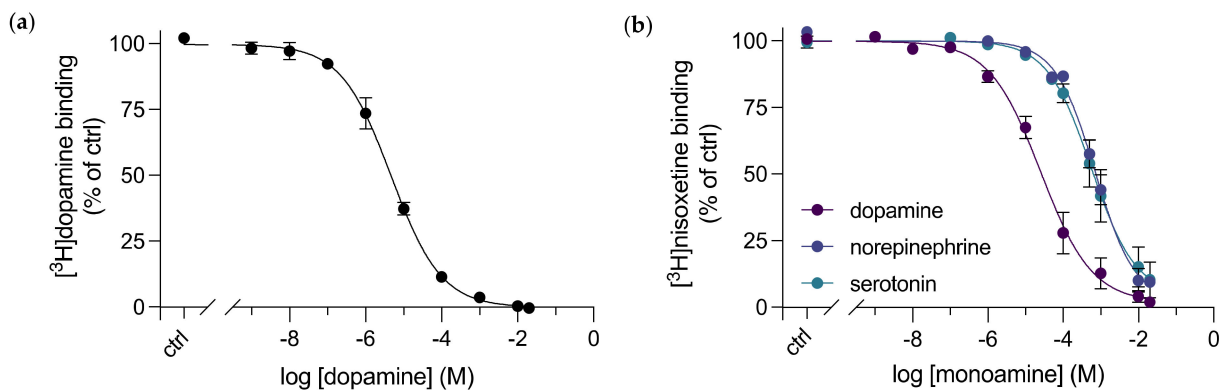 (a)
[³H]dopamine binding
(% of ctrl)
100
75
50
25
0
ctrl
-8
-6
-4
-2
0
log [dopamine] (M)
(b)
[³H]nisoxetine binding
(% of ctrl)
100
75
50
25
0
dopamine
norepinephrine
serotonin
ctrl
-8
-6
-4
-2
0
log [monoamine] (M)